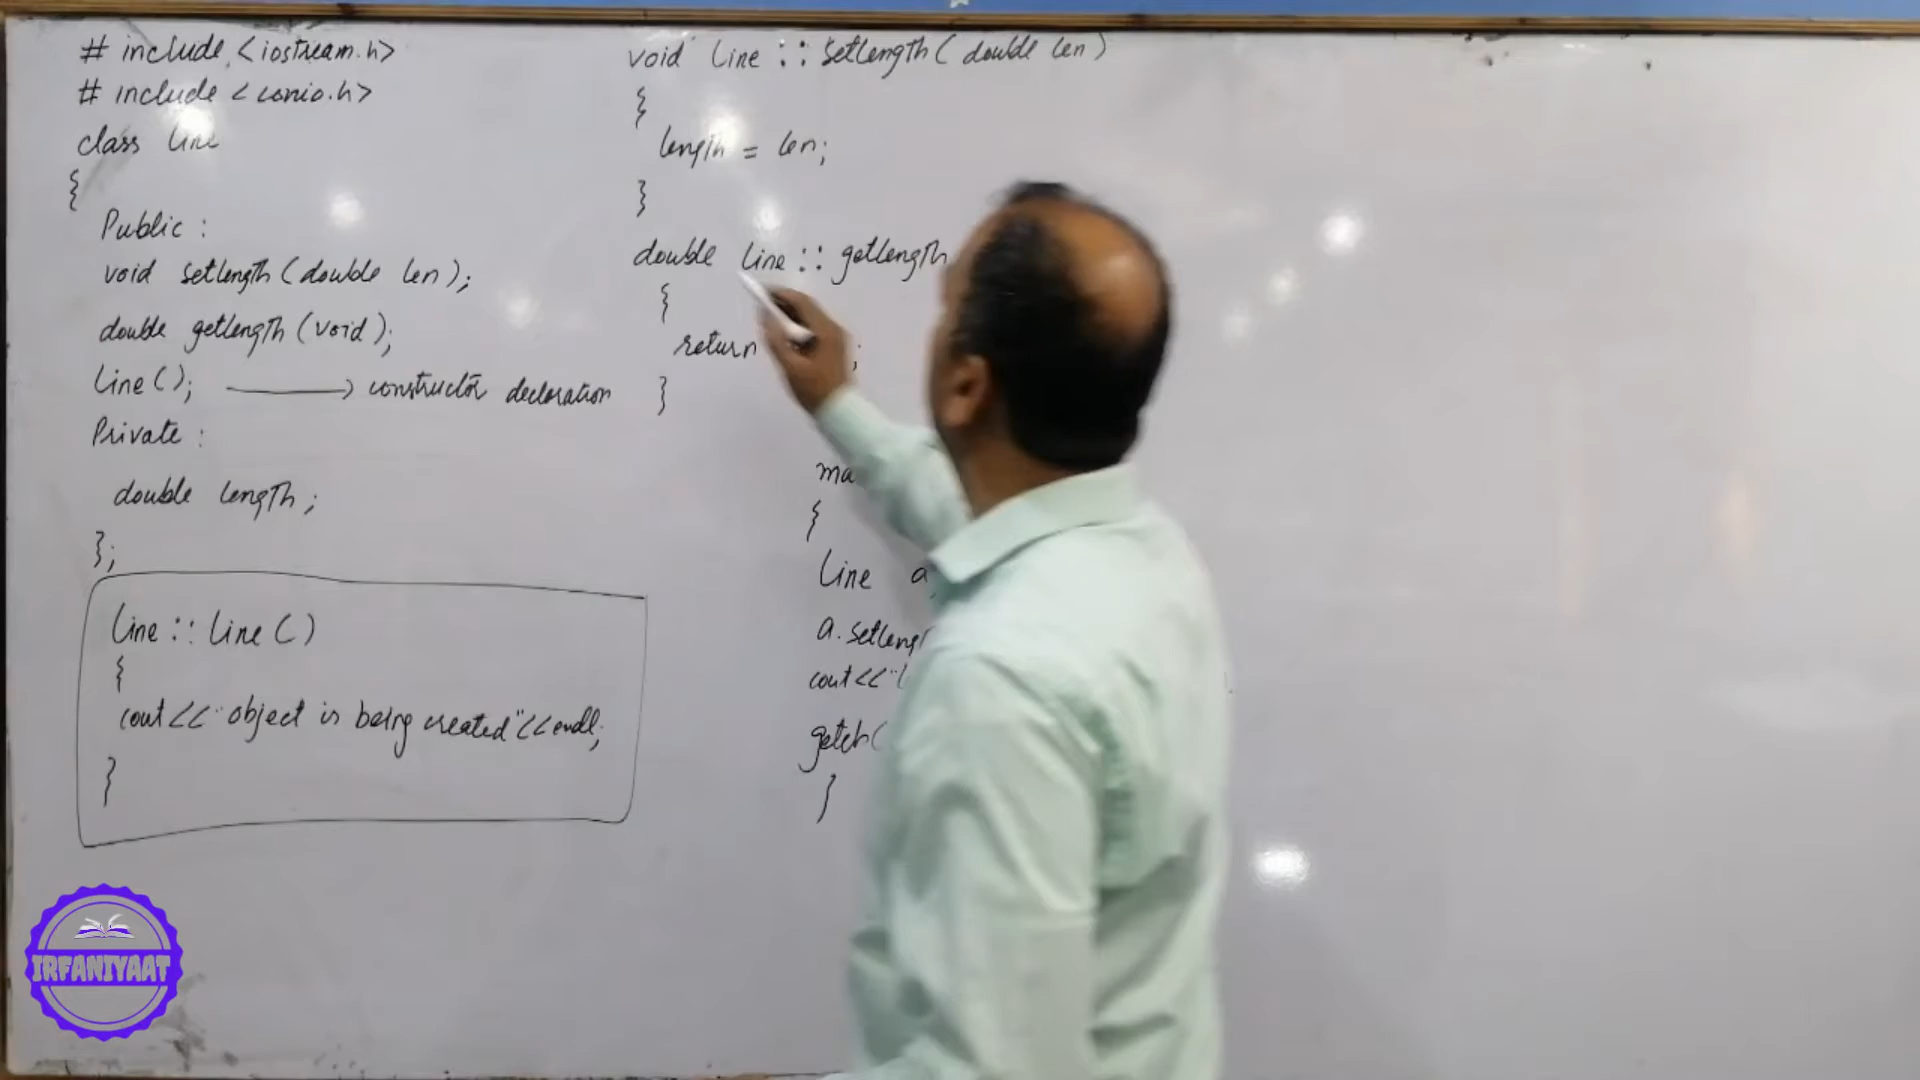 # include <iostream.h>
# include <conio.h>
class Line
{
Public :
void setlength (double len);
double getlength (void);
Line (); → constructor declaration
Private :
double length ;
};
Line :: Line ( )
{
cout << "object is being created" << endl;
}
void Line :: setlength ( double len )
{
length = len;
}
double Line :: getlength
{
return ;
}
{
Line a
a. setleng
cout << "
getch (
}
IRFANIYAAT